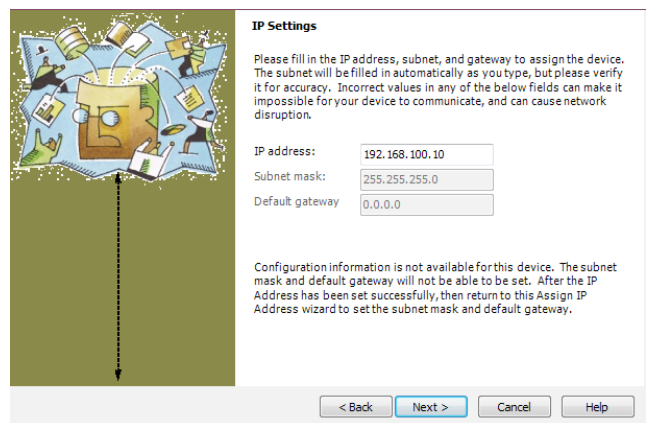 IP Settings
Please fill in the IP address, subnet, and gateway to assign the device.
The subnet will be filled in automatically as you type, but please verify
it for accuracy. Incorrect values in any of the below fields can make it
impossible for your device to communicate, and can cause network
disruption.
IP address: 192.168.100.10
Subnet mask: 255.255.255.0
Default gateway 0.0.0.0
Configuration information is not available for this device. The subnet
mask and default gateway will not be able to be set. After the IP
Address has been set successfully, then return to this Assign IP
Address wizard to set the subnet mask and default gateway.
< Back Next > Cancel Help